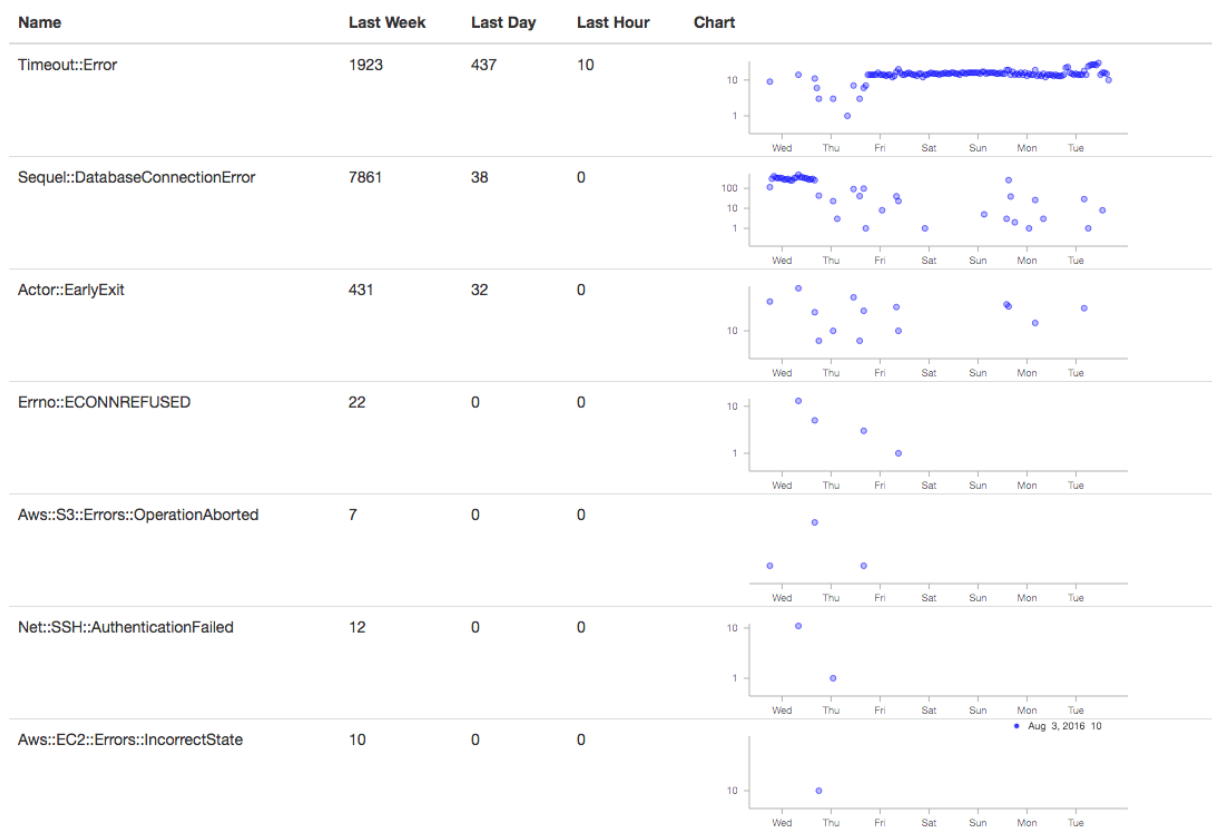 Name Last Week Last Day Last Hour Chart
Timeout::Error 1923 437 10
10
1
Wed Thu Fri Sat Sun Mon Tue
Sequel::DatabaseConnectionError 7861 38 0
100
10
1
Wed Thu Fri Sat Sun Mon Tue
Actor::EarlyExit 431 32 0
10
Wed Thu Fri Sat Sun Mon Tue
Errno::ECONNREFUSED 22 0 0
10
1
Wed Thu Fri Sat Sun Mon Tue
Aws::S3::Errors::OperationAborted 7 0 0
Wed Thu Fri Sat Sun Mon Tue
Net::SSH::AuthenticationFailed 12 0 0
10
1
Wed Thu Fri Sat Sun Mon Tue
Aug 3, 2016 10
Aws::EC2::Errors::IncorrectState 10 0 0
10
Wed Thu Fri Sat Sun Mon Tue